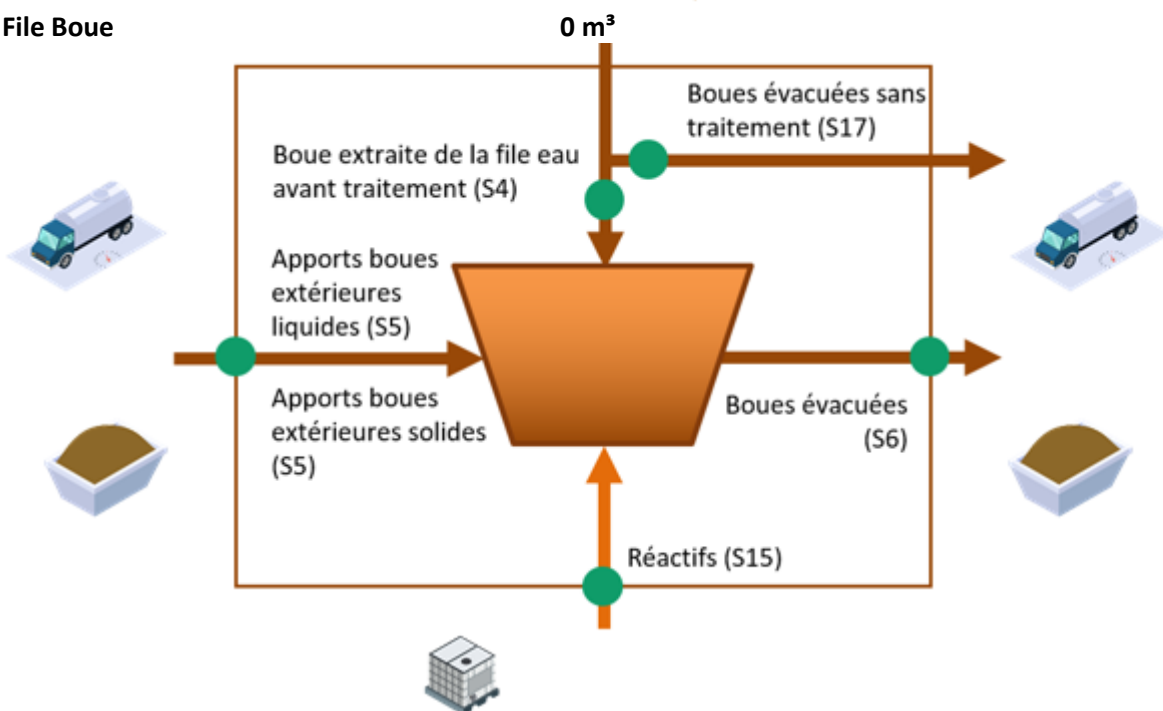 File Boue
0 m³
Boues évacuées sans
traitement (S17)
Boue extraite de la file eau
avant traitement (S4)
Apports boues
extérieures
liquides (S5)
Apports boues
extérieures solides
(S5)
Boues évacuées
(S6)
Réactifs (S15)